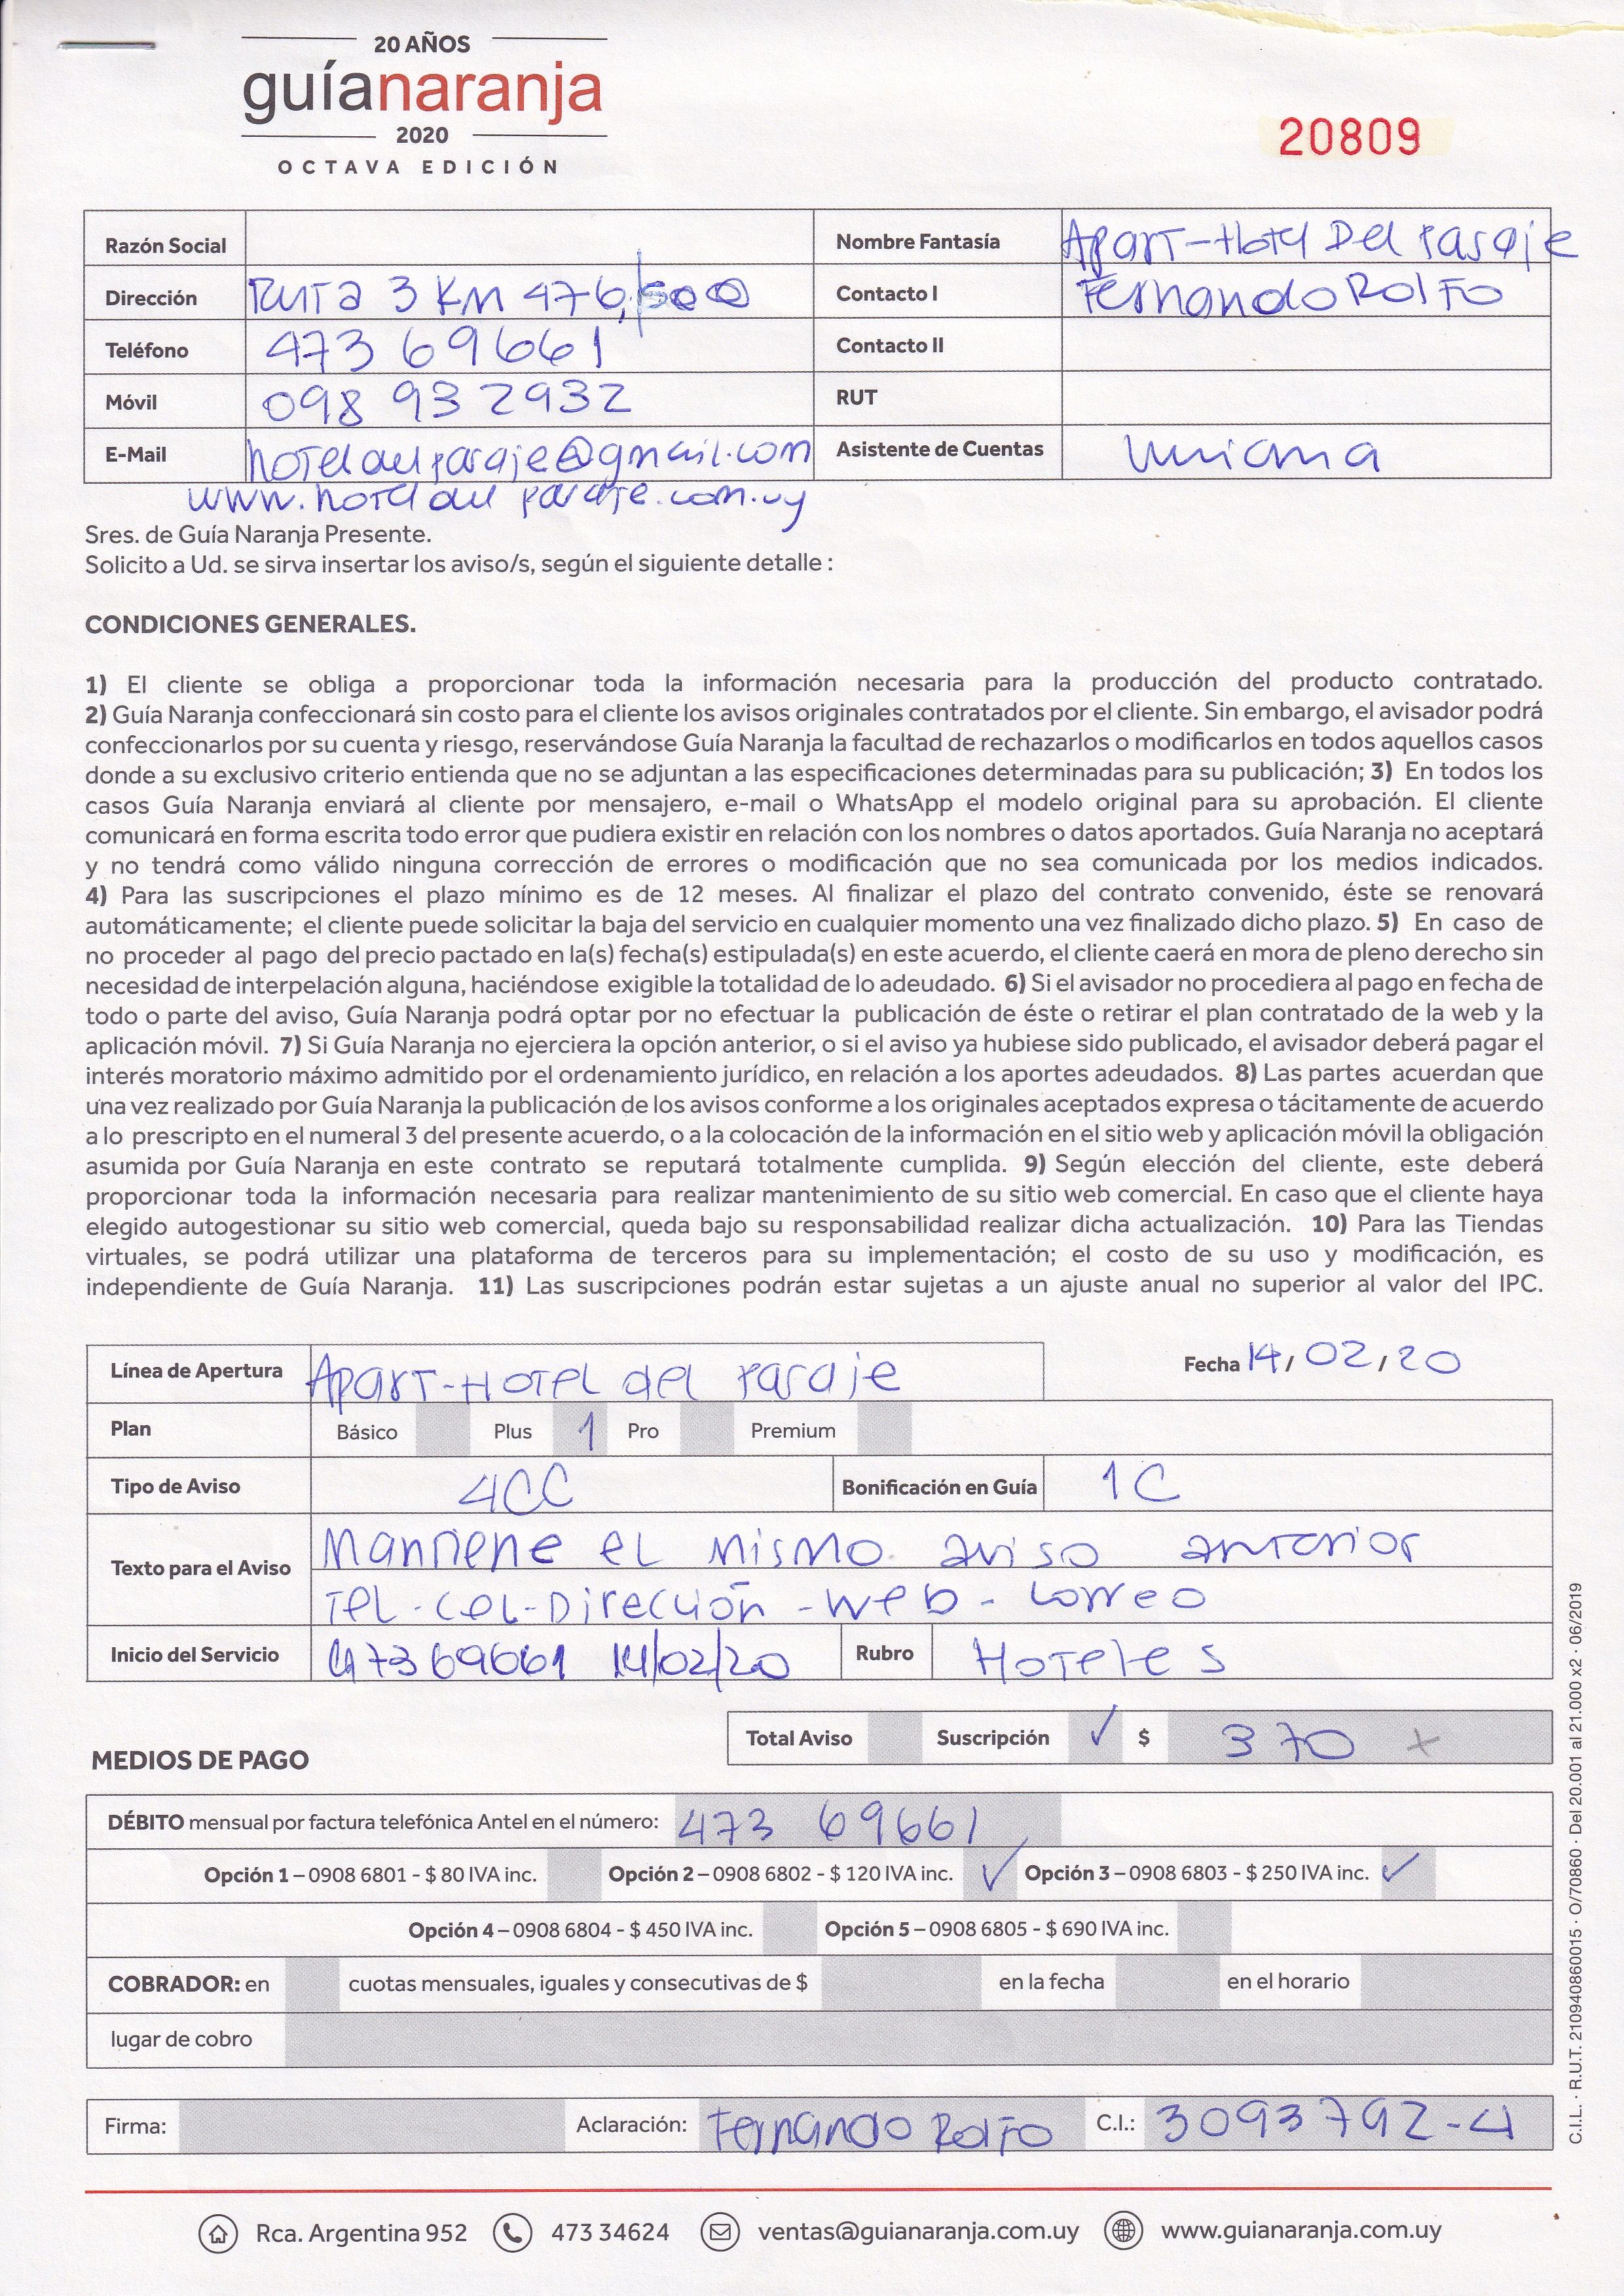 20 AÑOS
guíanaranja
2020
OCTAVA EDICIÓN
20809
Razón Social
Nombre Fantasía Apart-Hotel Del Paraje
Dirección Ruta 3 Km 476,500
Contacto I Fernando Rolfo
Teléfono 473 69661
Contacto II
Móvil 098 932932
RUT
E-Mail hoteldelparaje@gmail.com
Asistente de Cuentas
www.hoteldelparaje.com.uy
Sres. de Guía Naranja Presente.
Solicito a Ud. se sirva insertar los aviso/s, según el siguiente detalle :
CONDICIONES GENERALES.
1) El cliente se obliga a proporcionar toda la información necesaria para la producción del producto contratado.
2) Guía Naranja confeccionará sin costo para el cliente los avisos originales contratados por el cliente. Sin embargo, el avisador podrá
confeccionarlos por su cuenta y riesgo, reservándose Guía Naranja la facultad de rechazarlos o modificarlos en todos aquellos casos
donde a su exclusivo criterio entienda que no se adjuntan a las especificaciones determinadas para su publicación; 3) En todos los
casos Guía Naranja enviará al cliente por mensajero, e-mail o WhatsApp el modelo original para su aprobación. El cliente
comunicará en forma escrita todo error que pudiera existir en relación con los nombres o datos aportados. Guía Naranja no aceptará
y no tendrá como válido ninguna corrección de errores o modificación que no sea comunicada por los medios indicados.
4) Para las suscripciones el plazo mínimo es de 12 meses. Al finalizar el plazo del contrato convenido, éste se renovará
automáticamente; el cliente puede solicitar la baja del servicio en cualquier momento una vez finalizado dicho plazo. 5) En caso de
no proceder al pago del precio pactado en la(s) fecha(s) estipulada(s) en este acuerdo, el cliente caerá en mora de pleno derecho sin
necesidad de interpelación alguna, haciéndose exigible la totalidad de lo adeudado. 6) Si el avisador no procediera al pago en fecha de
todo o parte del aviso, Guía Naranja podrá optar por no efectuar la publicación de éste o retirar el plan contratado de la web y la
aplicación móvil. 7) Si Guía Naranja no ejerciera la opción anterior, o si el aviso ya hubiese sido publicado, el avisador deberá pagar el
interés moratorio máximo admitido por el ordenamiento jurídico, en relación a los aportes adeudados. 8) Las partes acuerdan que
una vez realizado por Guía Naranja la publicación de los avisos conforme a los originales aceptados expresa o tácitamente de acuerdo
a lo prescripto en el numeral 3 del presente acuerdo, o a la colocación de la información en el sitio web y aplicación móvil la obligación
asumida por Guía Naranja en este contrato se reputará totalmente cumplida. 9) Según elección del cliente, este deberá
proporcionar toda la información necesaria para realizar mantenimiento de su sitio web comercial. En caso que el cliente haya
elegido autogestionar su sitio web comercial, queda bajo su responsabilidad realizar dicha actualización. 10) Para las Tiendas
virtuales, se podrá utilizar una plataforma de terceros para su implementación; el costo de su uso y modificación, es
independiente de Guía Naranja. 11) Las suscripciones podrán estar sujetas a un ajuste anual no superior al valor del IPC.
Línea de Apertura Apart-Hotel del Paraje
Fecha 14/02/20
Plan Básico Plus 1 Pro Premium
Tipo de Aviso 4CC Bonificación en Guía 1C
Texto para el Aviso Mantiene el mismo aviso anterior
Tel-Cel-Dirección-Web-Correo
Inicio del Servicio 47369661 14/02/20 Rubro Hoteles
Total Aviso Suscripción ✓ $ 370
MEDIOS DE PAGO
DÉBITO mensual por factura telefónica Antel en el número: 473 69661
Opción 1 – 0908 6801 - $ 80 IVA inc. Opción 2 – 0908 6802 - $ 120 IVA inc. ✓ Opción 3 – 0908 6803 - $ 250 IVA inc. ✓
Opción 4 – 0908 6804 - $ 450 IVA inc. Opción 5 – 0908 6805 - $ 690 IVA inc.
COBRADOR: en cuotas mensuales, iguales y consecutivas de $ en la fecha en el horario
lugar de cobro
Firma: Aclaración: Fernando Rolfo C.I.: 3093792-4
Rca. Argentina 952 473 34624 ventas@guianaranja.com.uy www.guianaranja.com.uy
C.I.L. · R.U.T. 210940860015 · O/70860 · Del 20.001 al 21.000 x2 · 06/2019